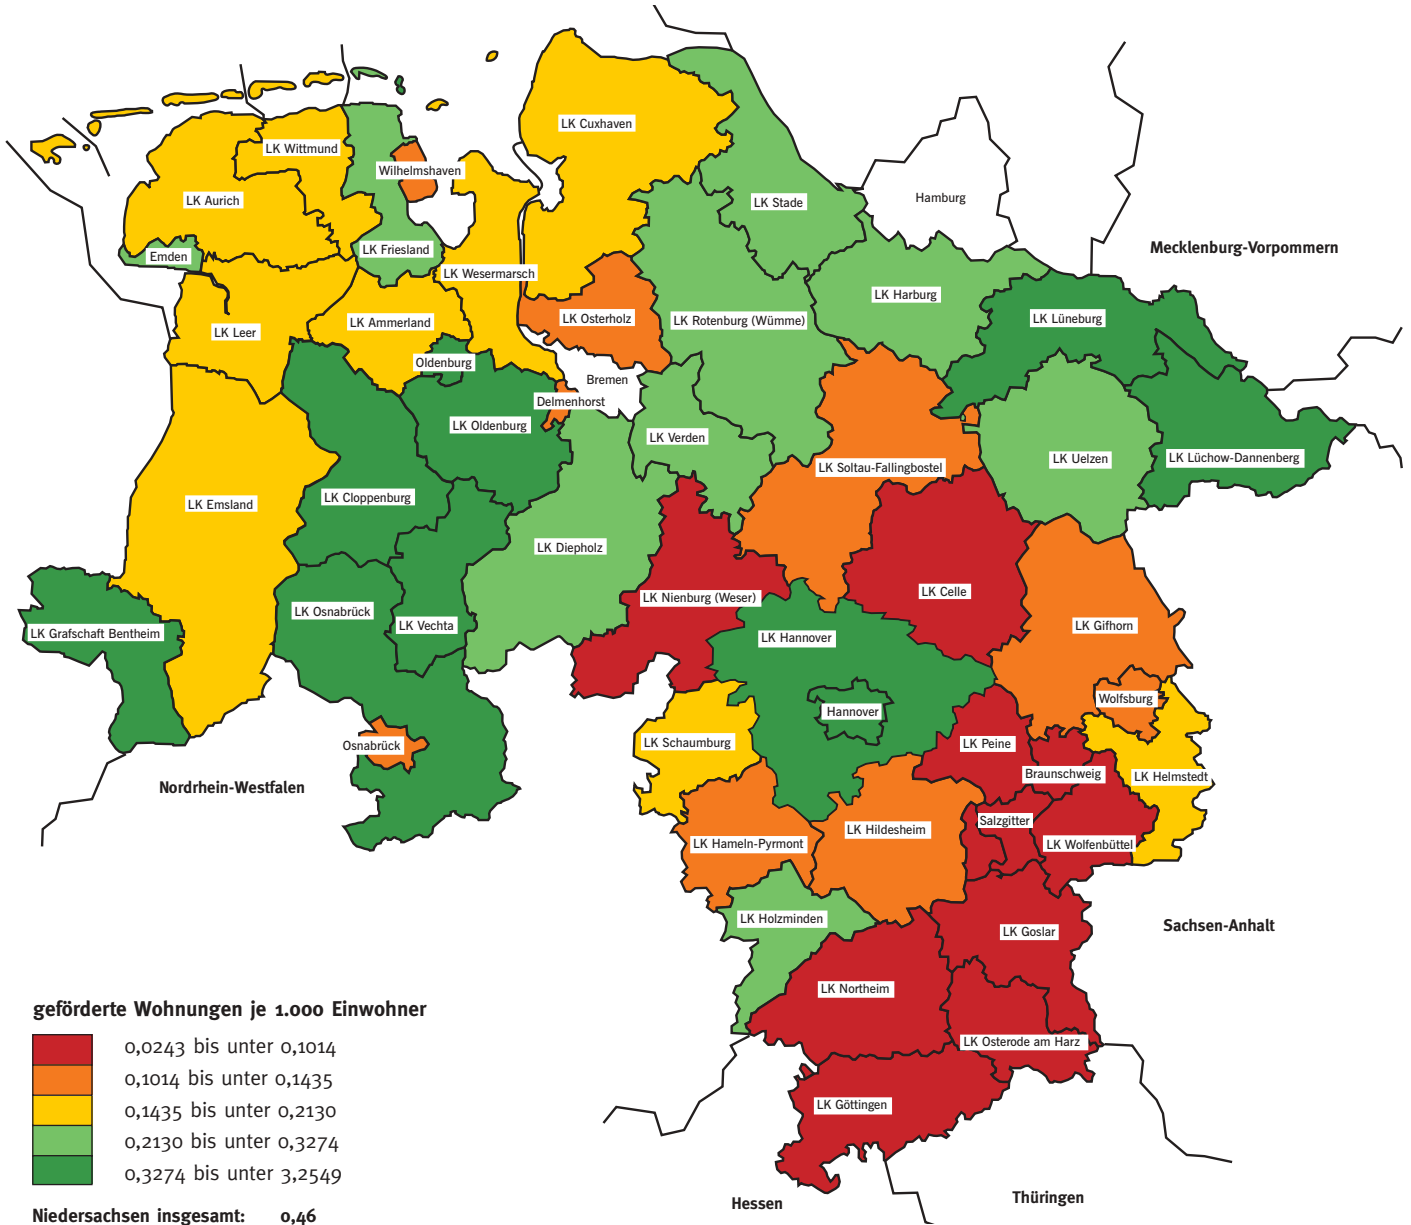 LK Cuxhaven
LK Wittmund
Wilhelmshaven
LK Aurich
LK Stade
Hamburg
Emden
LK Friesland
Mecklenburg-Vorpommern
LK Wesermarsch
LK Harburg
LK Leer
LK Ammerland
LK Osterholz
LK Rotenburg (Wümme)
LK Lüneburg
Oldenburg
Bremen
Delmenhorst
LK Oldenburg
LK Verden
LK Soltau-Fallingbostel
LK Uelzen
LK Lüchow-Dannenberg
LK Emsland
LK Cloppenburg
LK Diepholz
LK Nienburg (Weser)
LK Celle
LK Grafschaft Bentheim
LK Osnabrück
LK Vechta
LK Hannover
LK Gifhorn
Hannover
Wolfsburg
Osnabrück
LK Schaumburg
LK Peine
Braunschweig
LK Helmstedt
Nordrhein-Westfalen
LK Hameln-Pyrmont
LK Hildesheim
Salzgitter
LK Wolfenbüttel
LK Holzminden
LK Goslar
Sachsen-Anhalt
LK Northeim
LK Osterode am Harz
LK Göttingen
Hessen
Thüringen
geförderte Wohnungen je 1.000 Einwohner
0,0243 bis unter 0,1014
0,1014 bis unter 0,1435
0,1435 bis unter 0,2130
0,2130 bis unter 0,3274
0,3274 bis unter 3,2549
Niedersachsen insgesamt: 0,46